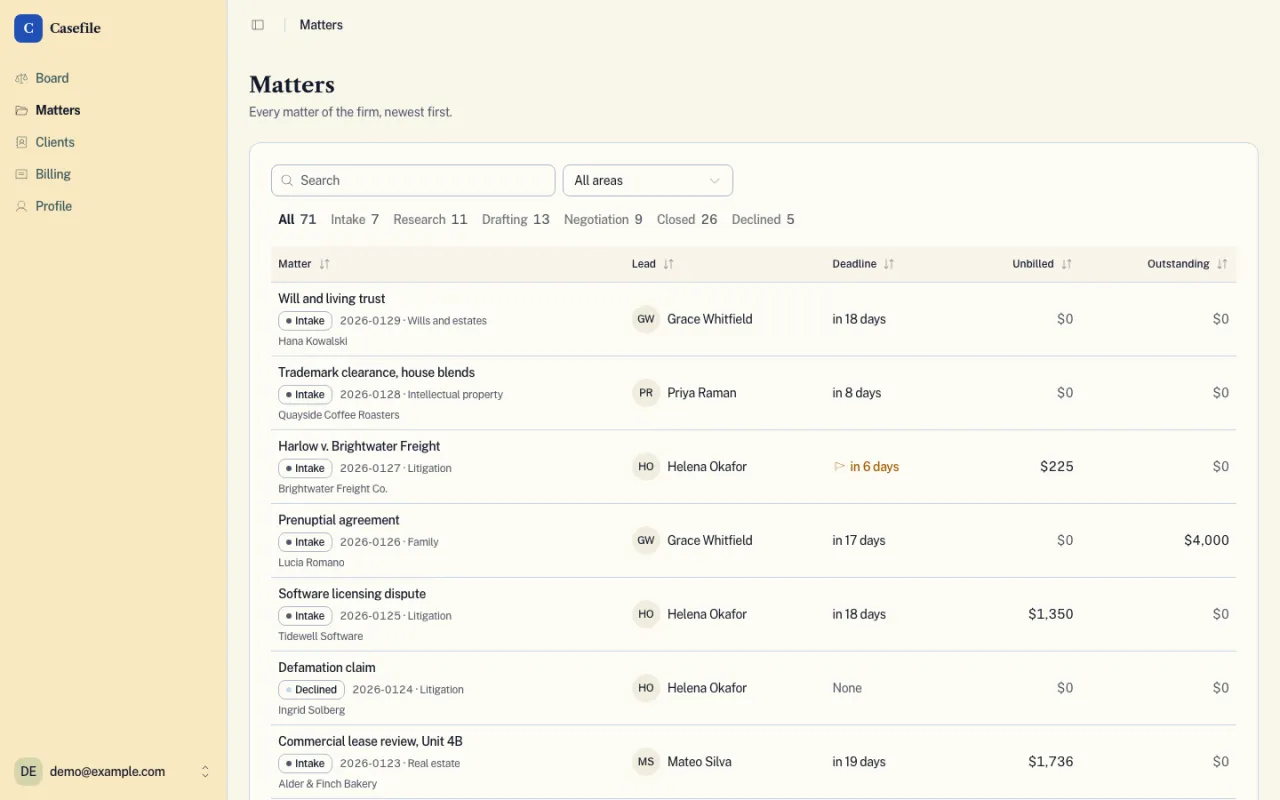 C Casefile
Board
Matters
Clients
Billing
Profile
DE demo@example.com
Matters
Matters
Every matter of the firm, newest first.
Search
All areas
All 71 Intake 7 Research 11 Drafting 13 Negotiation 9 Closed 26 Declined 5
Matter Lead Deadline Unbilled Outstanding
Will and living trust
Intake 2026-0129 · Wills and estates
Hana Kowalski
GW Grace Whitfield in 18 days $0 $0
Trademark clearance, house blends
Intake 2026-0128 · Intellectual property
Quayside Coffee Roasters
PR Priya Raman in 8 days $0 $0
Harlow v. Brightwater Freight
Intake 2026-0127 · Litigation
Brightwater Freight Co.
HO Helena Okafor in 6 days $225 $0
Prenuptial agreement
Intake 2026-0126 · Family
Lucia Romano
GW Grace Whitfield in 17 days $0 $4,000
Software licensing dispute
Intake 2026-0125 · Litigation
Tidewell Software
HO Helena Okafor in 18 days $1,350 $0
Defamation claim
Declined 2026-0124 · Litigation
Ingrid Solberg
HO Helena Okafor None $0 $0
Commercial lease review, Unit 4B
Intake 2026-0123 · Real estate
Alder & Finch Bakery
MS Mateo Silva in 19 days $1,736 $0